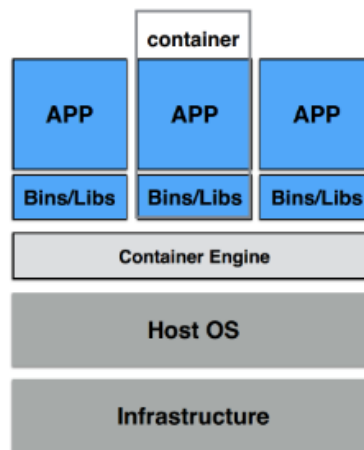 container
APP APP APP
Bins/Libs Bins/Libs Bins/Libs
Container Engine
Host OS
Infrastructure